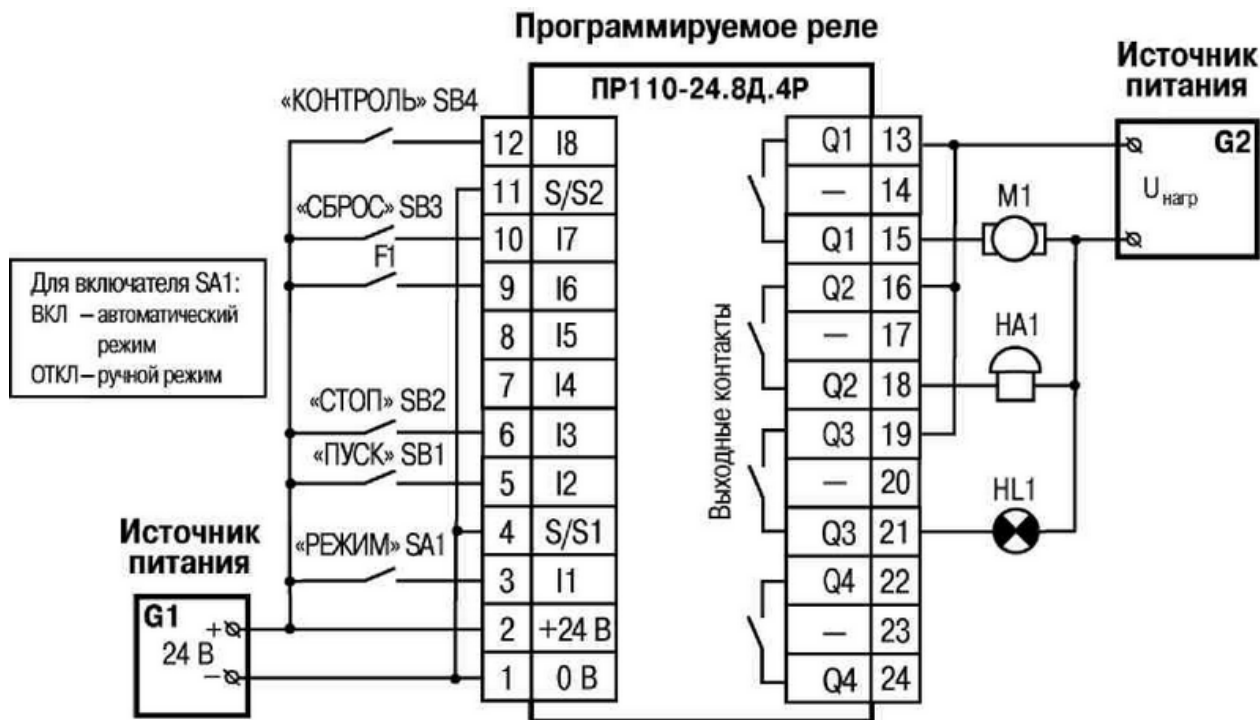 Программируемое реле
ПР110-24.8Д.4Р
«КОНТРОЛЬ» SB4
«СБРОС» SB3
F1
Для включателя SA1:
ВКЛ – автоматический
режим
ОТКЛ – ручной режим
«СТОП» SB2
«ПУСК» SB1
«РЕЖИМ» SA1
Источник
питания
G1
+
24 В
–
12 I8
11 S/S2
10 I7
9 I6
8 I5
7 I4
6 I3
5 I2
4 S/S1
3 I1
2 +24 В
1 0 В
Выходные контакты
Q1 13
– 14
Q1 15
Q2 16
– 17
Q2 18
Q3 19
– 20
Q3 21
Q4 22
– 23
Q4 24
M1
HA1
HL1
Источник
питания
G2
U нагр